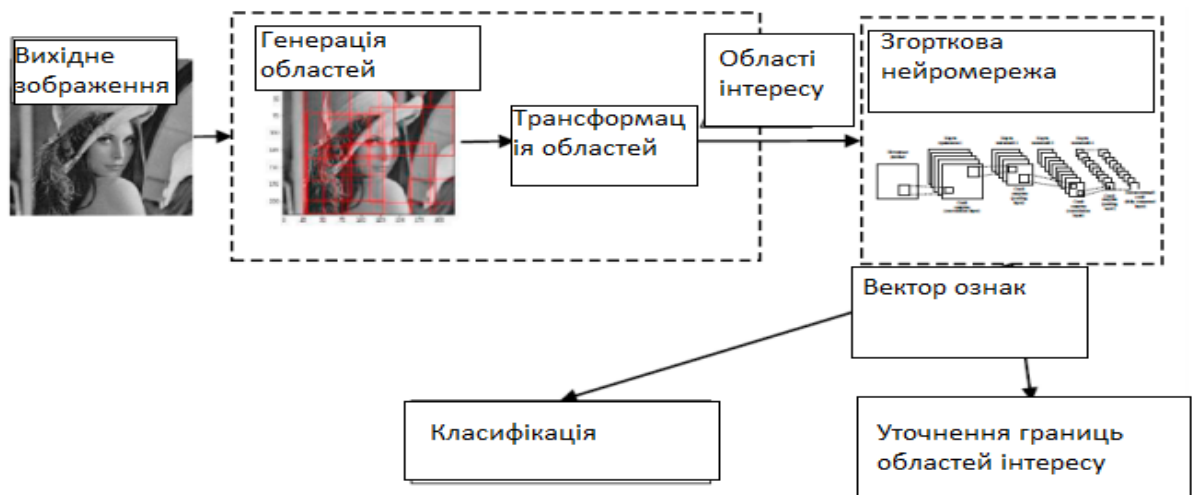 Вихідне
зображення
Генерація
областей
Трансформац
ія областей
Області
інтересу
Згорткова
нейромережа
Вектор ознак
Класифікація
Уточнення границь
областей інтересу